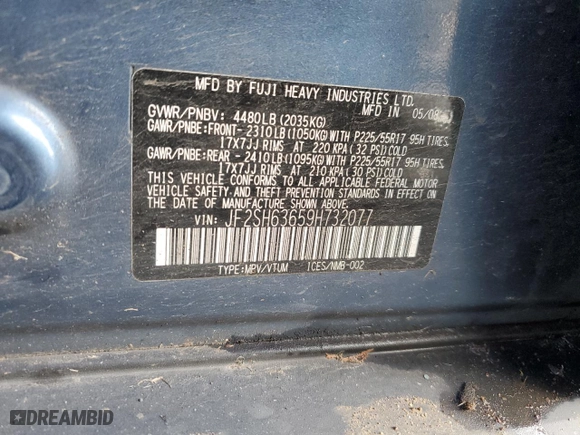 MFD BY FUJI HEAVY INDUSTRIES LTD.
GVWR/PNBV: 4480LB(2035KG) MFD IN 05/08
GAWR/PNBE:FRONT- 2310LB(1050KG)WITH P225/55R17 95H TIRES,
17X7JJ RIMS AT 220 KPA( 32 PSI)COLD
GAWR/PNBE:REAR - 2410LB(1095KG)WITH P225/55R17 95H TIRES,
17X7JJ RIMS AT 210 KPA( 30 PSI)COLD
THIS VEHICLE CONFORMS TO ALL APPLICABLE FEDERAL MOTOR
VEHICLE SAFETY AND THEFT PREVENTION STANDARDS IN EFFECT ON
THE DATE OF MANUFACTURE SHOWN ABOVE.
VIN: JF2SH63659H732077
TYPE:MPV/VTUM ICES/NMB-002
DREAMBID